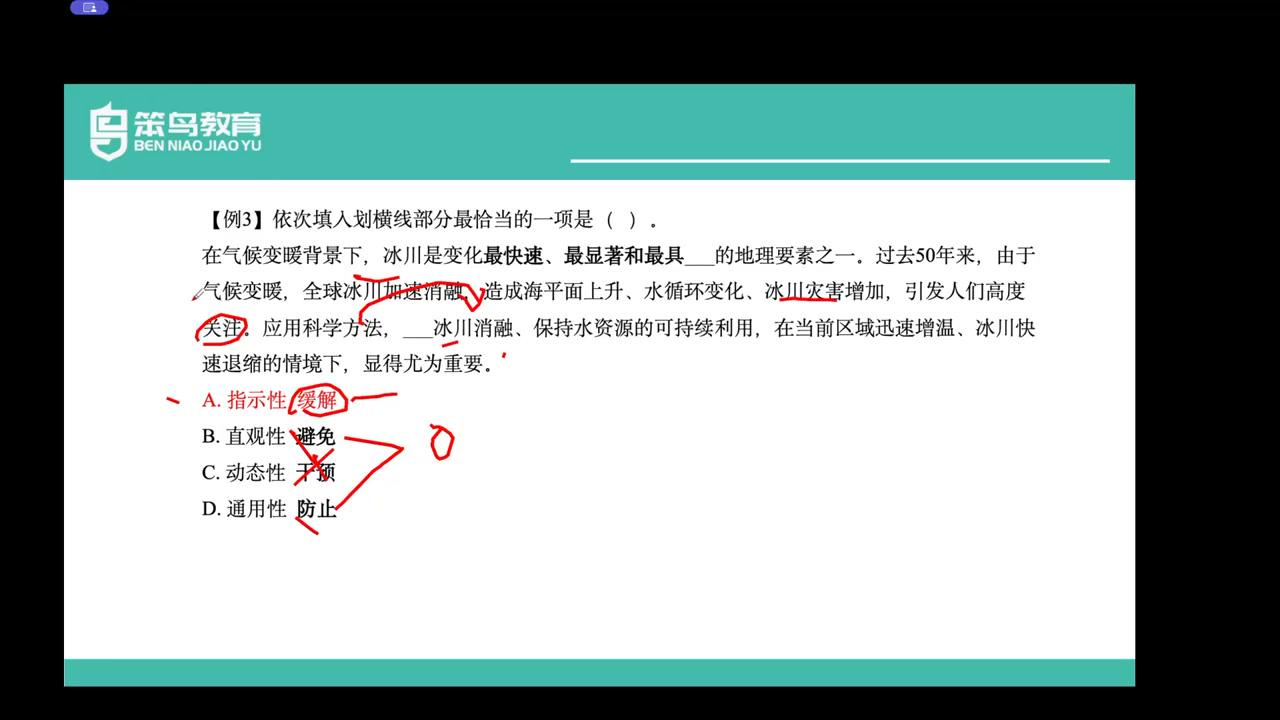 笨鸟教育
BEN NIAO JIAO YU
【例3】依次填入划横线部分最恰当的一项是（ ）。
在气候变暖背景下，冰川是变化最快速、最显著和最具___的地理要素之一。过去50年来，由于
气候变暖，全球冰川加速消融，造成海平面上升、水循环变化、冰川灾害增加，引发人们高度
关注。应用科学方法，___冰川消融、保持水资源的可持续利用，在当前区域迅速增温、冰川快
速退缩的情境下，显得尤为重要。
A. 指示性 缓解
B. 直观性 避免
C. 动态性 干预
D. 通用性 防止
0